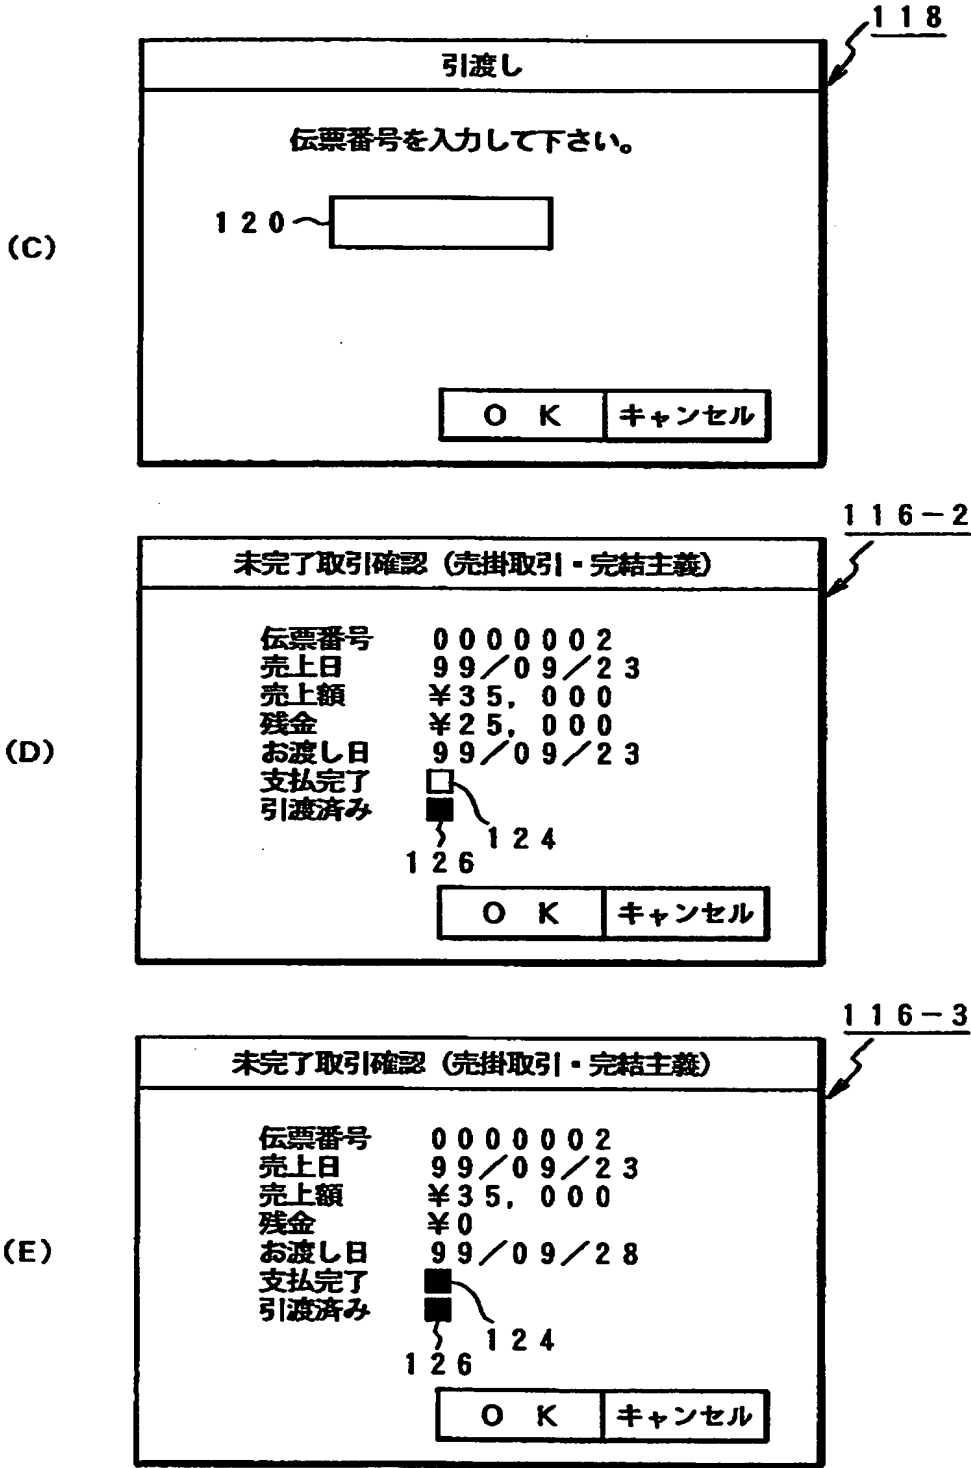 118
引渡し
伝票番号を入力して下さい。
120
(C)
OK キャンセル
116-2
未完了取引確認(売掛取引・完結主義)
伝票番号 0000002
売上日 99/09/23
売上額 ¥35,000
残金 ¥25,000
(D)
お渡し日 99/09/23
支払完了
引渡済み
124
126
OK キャンセル
116-3
未完了取引確認(売掛取引・完結主義)
伝票番号 0000002
売上日 99/09/23
売上額 ¥35,000
残金 ¥0
(E)
お渡し日 99/09/28
支払完了
引渡済み
124
126
OK キャンセル